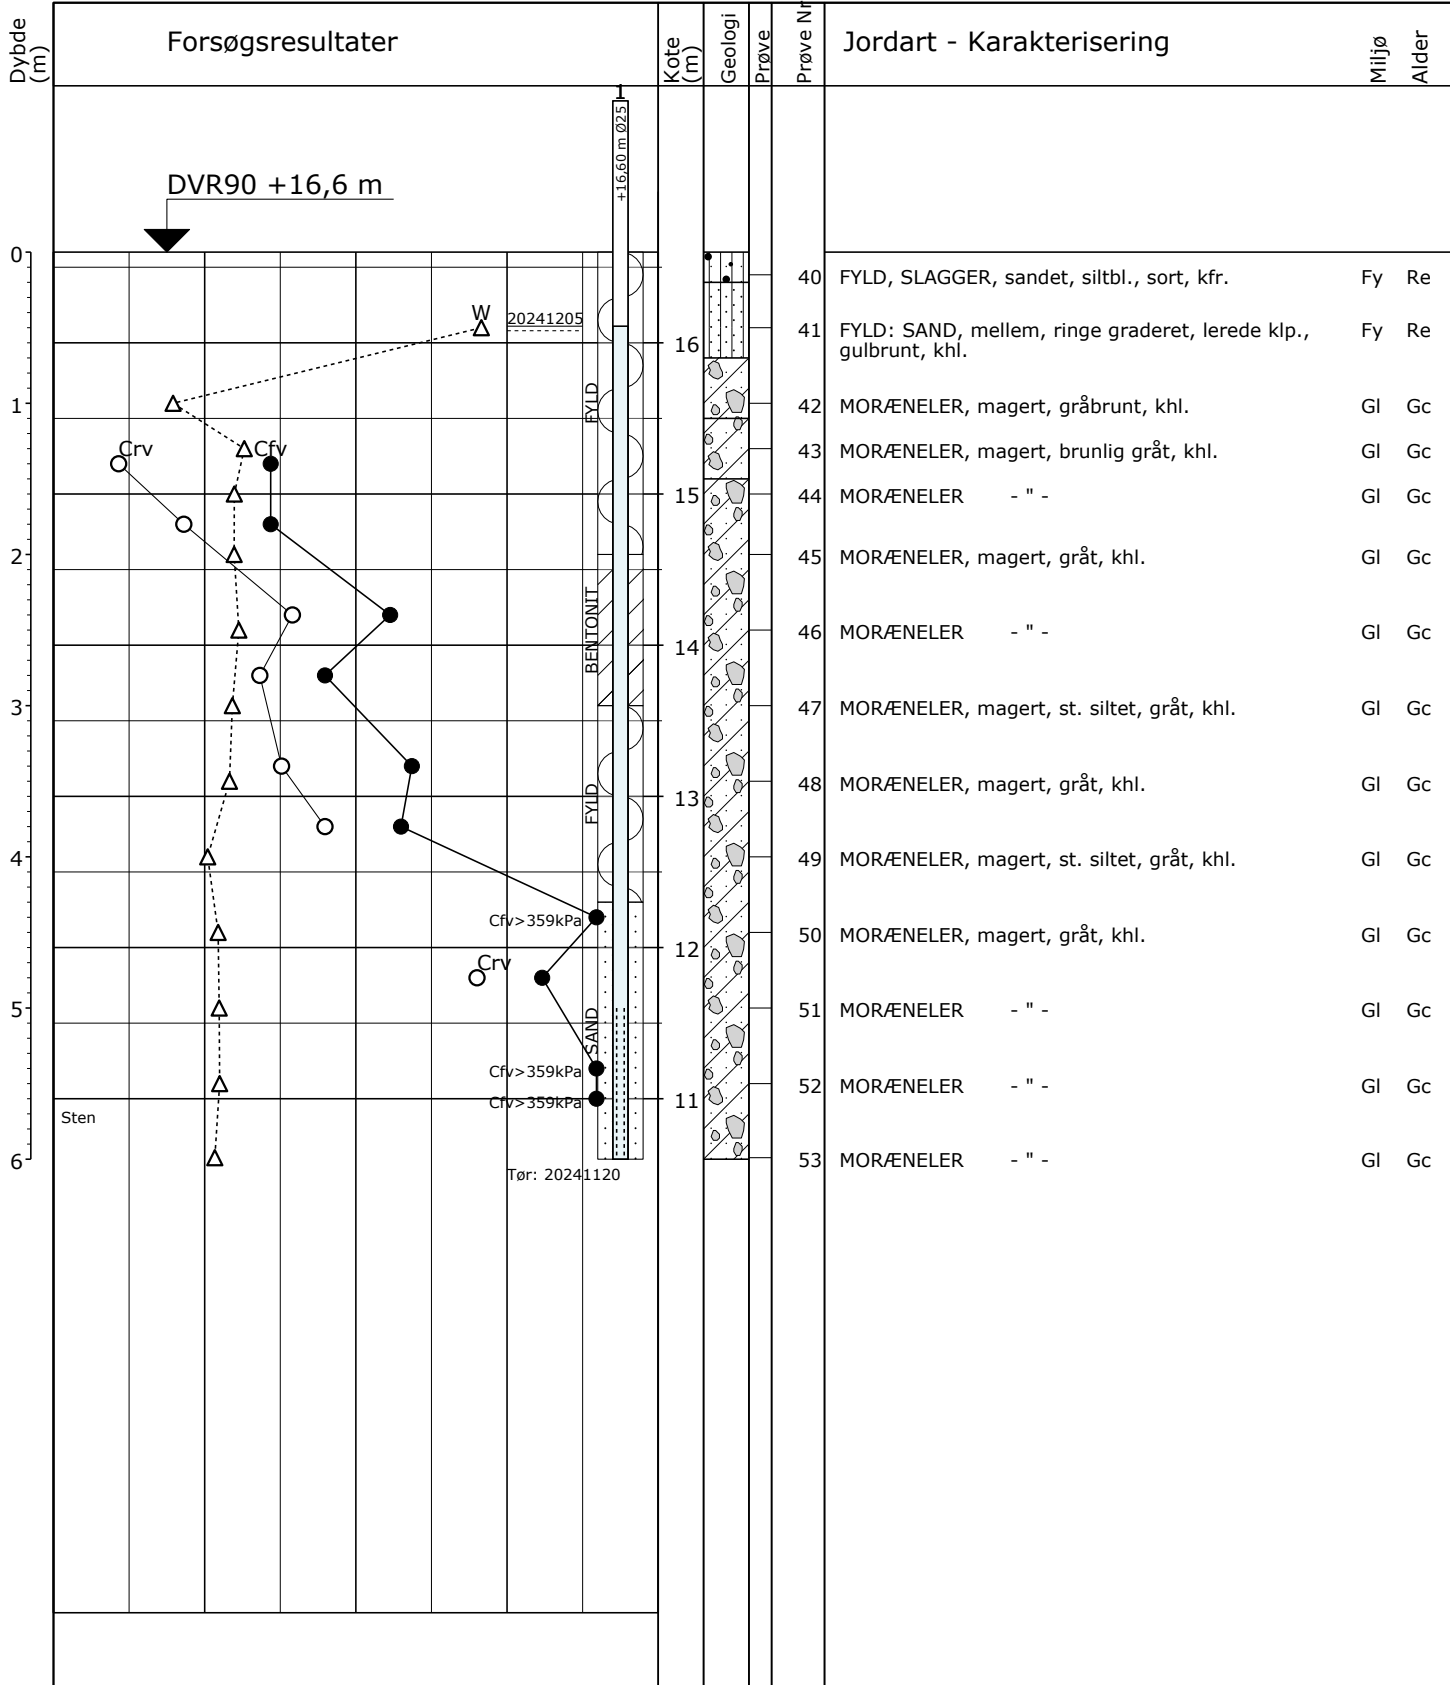 Dybde (m)
Forsøgsresultater
Kote (m)
Geologi
Prøve
Prøve Nr
Jordart - Karakterisering
Miljø
Alder
1
+16,60 m Ø25
DVR90 +16,6 m
0
40 FYLD, SLAGGER, sandet, siltbl., sort, kfr. Fy Re
W
20241205
16
41 FYLD: SAND, mellem, ringe graderet, lerede klp., Fy Re
gulbrunt, khl.
FYLD
1
42 MORÆNELER, magert, gråbrunt, khl. Gl Gc
Crv
Cfv
43 MORÆNELER, magert, brunlig gråt, khl. Gl Gc
15
44 MORÆNELER - " - Gl Gc
2
45 MORÆNELER, magert, gråt, khl. Gl Gc
BENTONIT
46 MORÆNELER - " - Gl Gc
14
3
47 MORÆNELER, magert, st. siltet, gråt, khl. Gl Gc
FYLD
48 MORÆNELER, magert, gråt, khl. Gl Gc
13
4
49 MORÆNELER, magert, st. siltet, gråt, khl. Gl Gc
Cfv>359kPa
50 MORÆNELER, magert, gråt, khl. Gl Gc
12
Crv
5
SAND
51 MORÆNELER - " - Gl Gc
Cfv>359kPa
52 MORÆNELER - " - Gl Gc
Cfv>359kPa
11
Sten
6
53 MORÆNELER - " - Gl Gc
Tør: 20241120